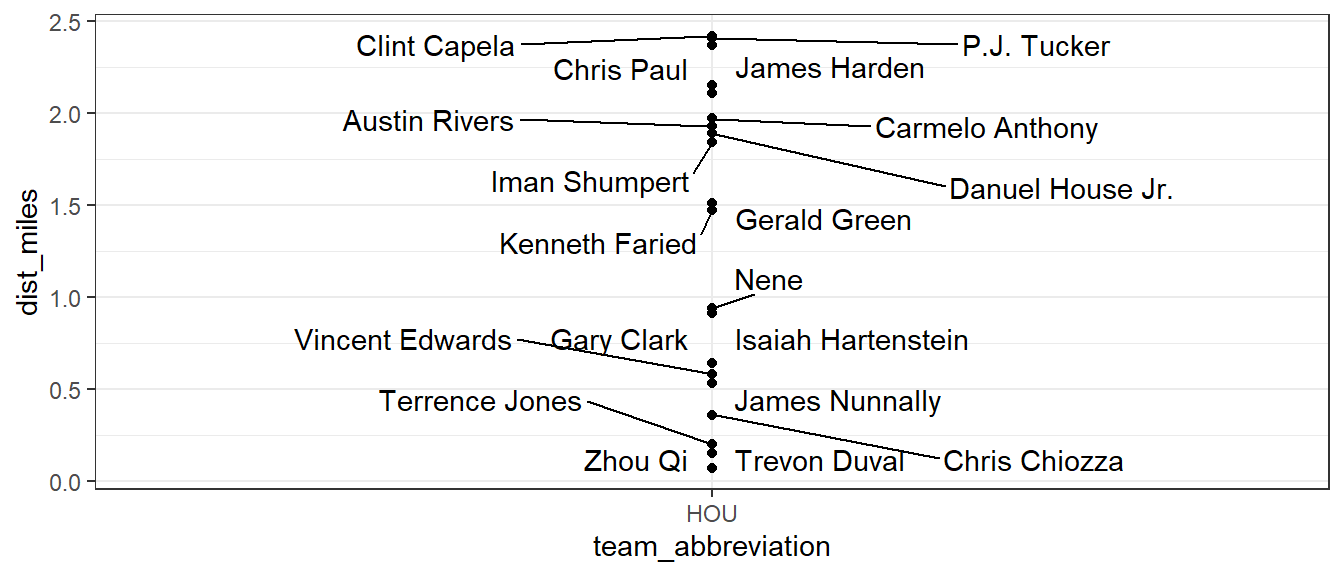 2.5
Clint Capela
P.J. Tucker
Chris Paul
James Harden
2.0
Austin Rivers
Carmelo Anthony
Iman Shumpert
Danuel House Jr.
1.5
Gerald Green
Kenneth Faried
Nene
1.0
Vincent Edwards
Gary Clark
Isaiah Hartenstein
0.5
Terrence Jones
James Nunnally
Zhou Qi
Trevon Duval
Chris Chiozza
0.0
dist_miles
HOU
team_abbreviation